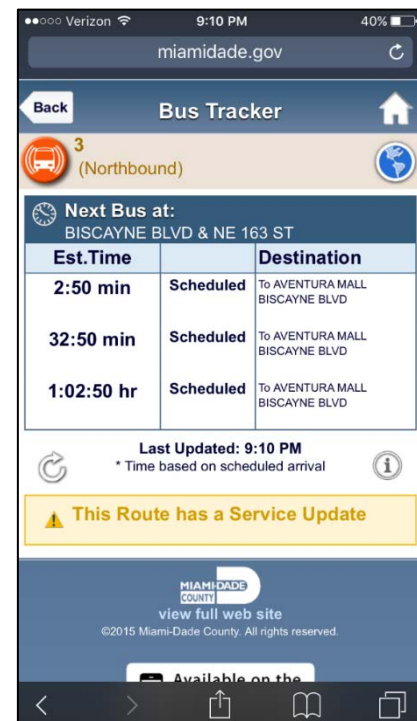 Verizon 9:10 PM 40%
miamidade.gov
Back Bus Tracker
3
(Northbound)
Next Bus at:
BISCAYNE BLVD & NE 163 ST
Est.Time Destination
2:50 min Scheduled To AVENTURA MALL
BISCAYNE BLVD
32:50 min Scheduled To AVENTURA MALL
BISCAYNE BLVD
1:02:50 hr Scheduled To AVENTURA MALL
BISCAYNE BLVD
Last Updated: 9:10 PM
* Time based on scheduled arrival
This Route has a Service Update
MIAMI-DADE
COUNTY
view full web site
©2015 Miami-Dade County. All rights reserved.
Available on the